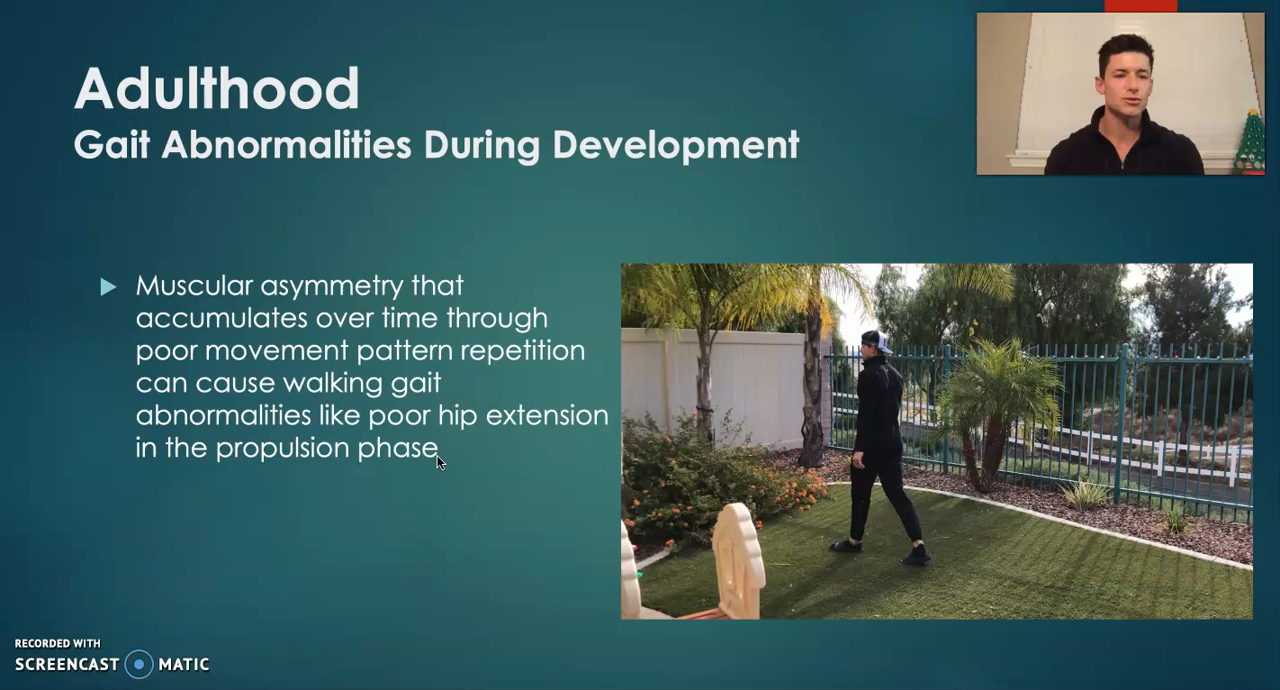 Adulthood
Gait Abnormalities During Development
Muscular asymmetry that
accumulates over time through
poor movement pattern repetition
can cause walking gait
abnormalities like poor hip extension
in the propulsion phase
RECORDED WITH
SCREENCAST MATIC